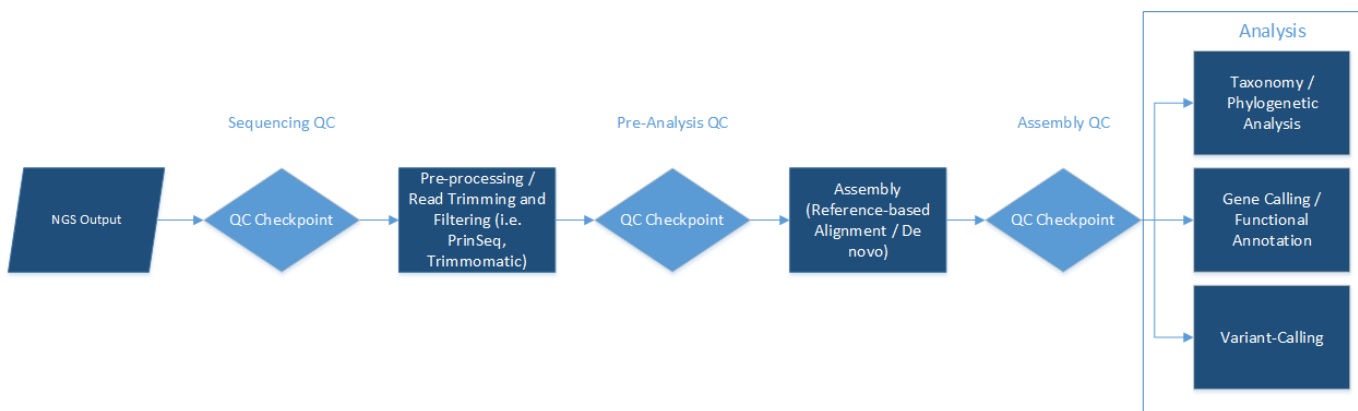 Analysis
Sequencing QC
Pre-Analysis QC
Assembly QC
NGS Output
QC Checkpoint
Pre-processing /
Read Trimming and
Filtering (i.e.
PrinSeq,
Trimmomatic)
QC Checkpoint
Assembly
(Reference-based
Alignment / De
novo)
QC Checkpoint
Taxonomy /
Phylogenetic
Analysis
Gene Calling /
Functional
Annotation
Variant-Calling